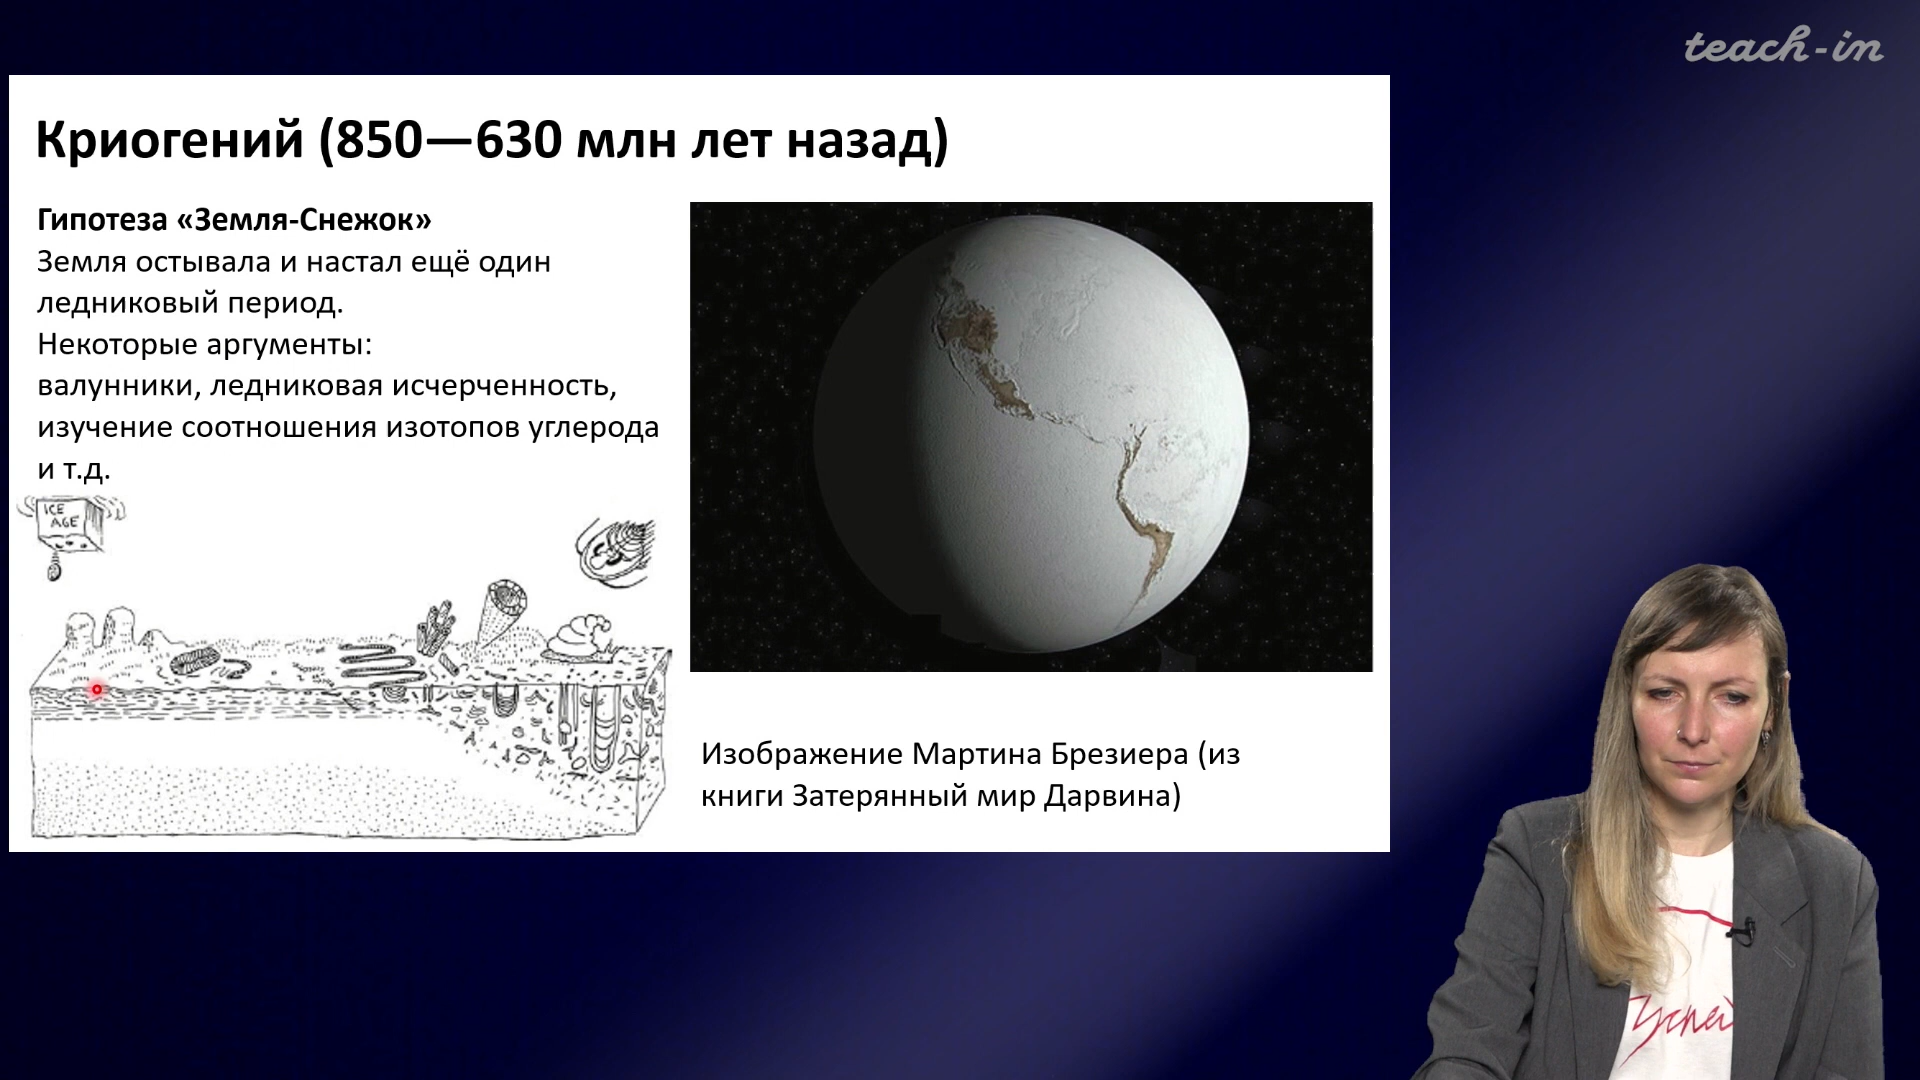 teach-in
Криогений (850—630 млн лет назад)
Гипотеза «Земля-Снежок»
Земля остывала и настал ещё один
ледниковый период.
Некоторые аргументы:
валунники, ледниковая исчерченность,
изучение соотношения изотопов углерода
и т.д.
ICE
AGE
Изображение Мартина Брезиера (из
книги Затерянный мир Дарвина)
Успей